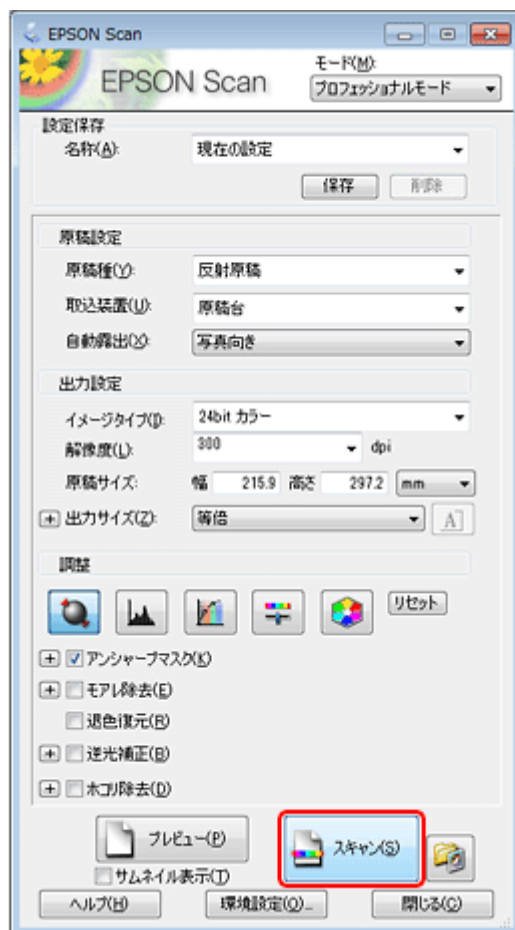 EPSON Scan
EPSON Scan
モード(M):
プロフェッショナルモード
設定保存
名称(A):
現在の設定
保存
削除
原稿設定
原稿種(Y):
反射原稿
取込装置(U):
原稿台
自動露出(X):
写真向き
出力設定
イメージタイプ(I):
24bit カラー
解像度(L):
300
dpi
原稿サイズ:
幅 215.9 高さ 297.2 mm
出力サイズ(Z):
等倍
調整
リセット
アンシャープマスク(K)
モアレ除去(E)
退色復元(R)
逆光補正(B)
ホコリ除去(D)
プレビュー(P)
スキャン(S)
サムネイル表示(T)
ヘルプ(H)
環境設定(O)...
閉じる(C)